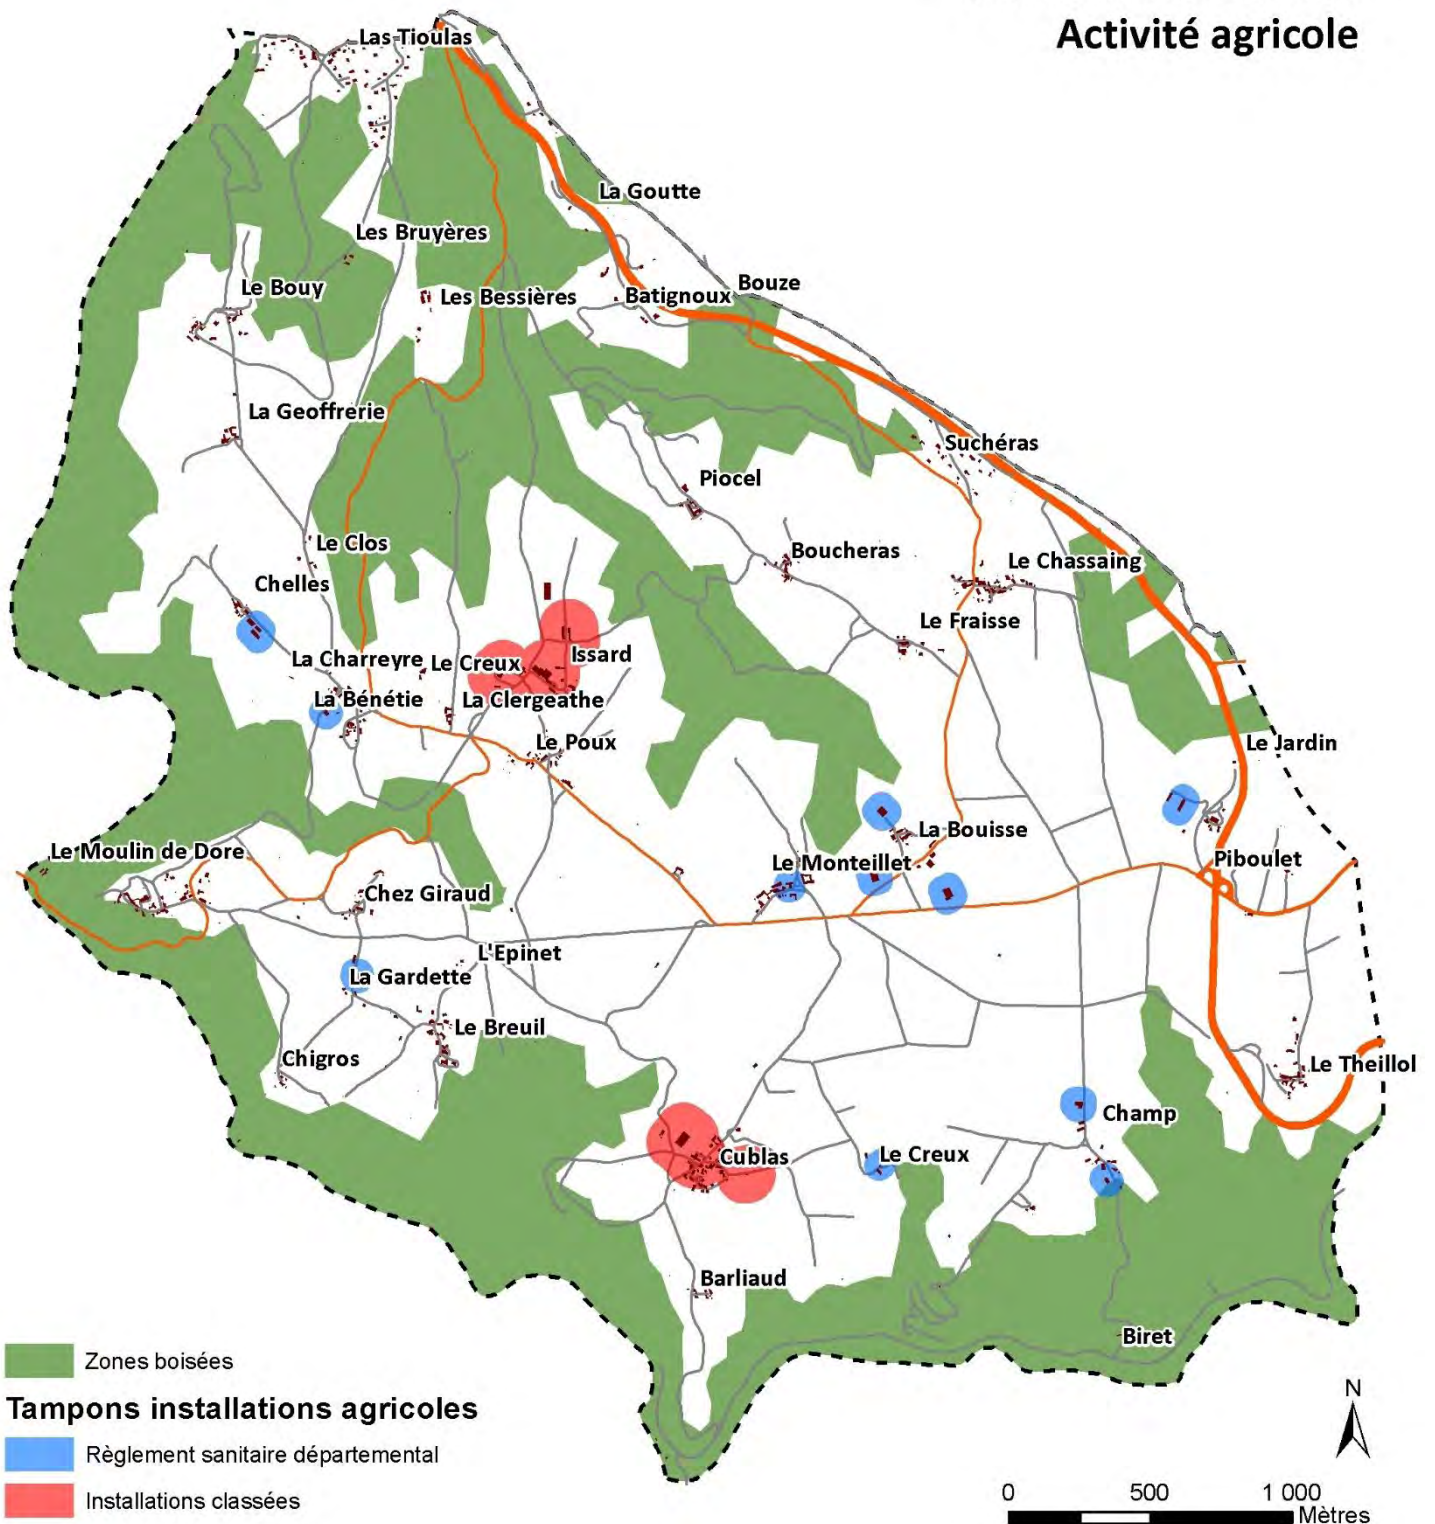 Activité agricole
Las Tioulas
La Goutte
Les Bruyères
Le Bouy
Les Bessières
Batignoux
Bouze
La Geoffrerie
Suchéras
Piocel
Le Clos
Boucheras
Le Chassaing
Chelles
Le Fraisse
La Charreyre
Le Creux
Issard
La Bénétie
La Clergeathe
Le Poux
Le Jardin
La Bouisse
Le Moulin de Dore
Le Monteillet
Piboulet
Chez Giraud
L'Epinet
La Gardette
Le Breuil
Chigros
Le Theillol
Champ
Cublas
Le Creux
Barliaud
Biret
Zones boisées
Tampons installations agricoles
Règlement sanitaire départemental
Installations classées
N
0 500 1 000
Mètres